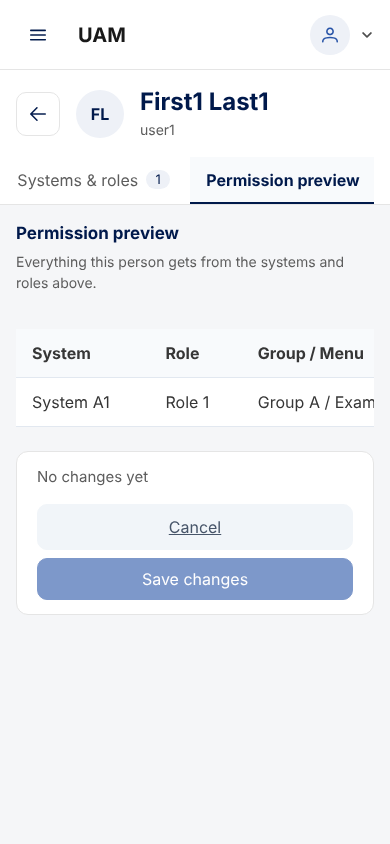 UAM
FL
First1 Last1
user1
Systems & roles 1
Permission preview
Permission preview
Everything this person gets from the systems and
roles above.
System Role Group / Menu
System A1 Role 1 Group A / Exam
No changes yet
Cancel
Save changes